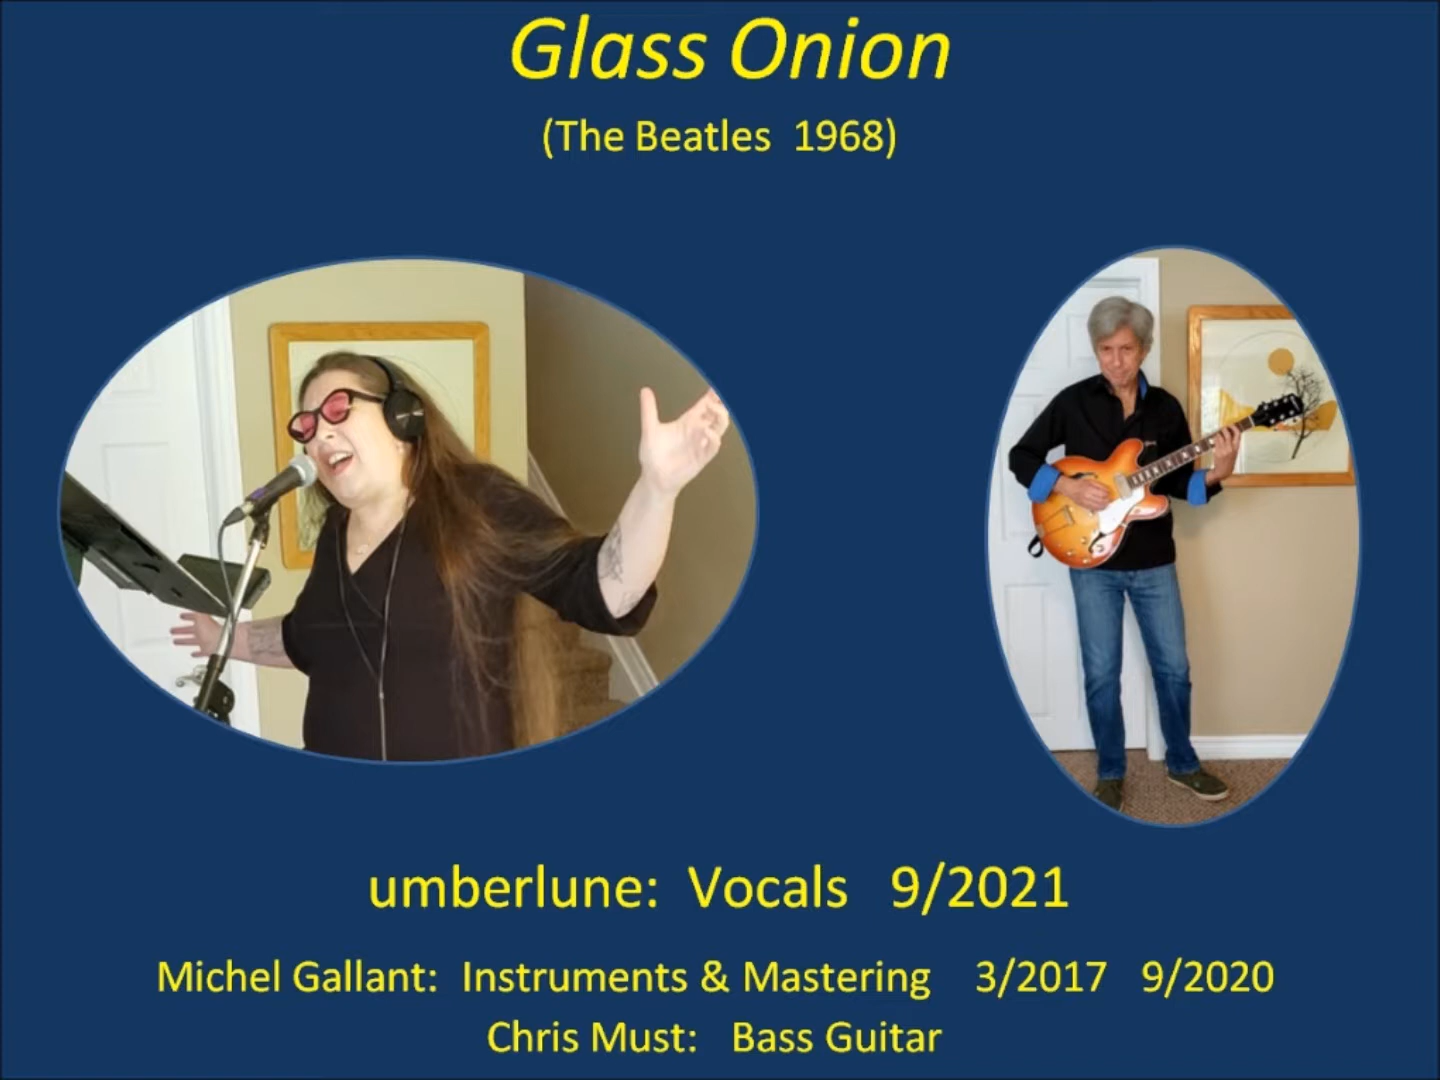 Glass Onion
(The Beatles 1968)
umberlune: Vocals 9/2021
Michel Gallant: Instruments & Mastering 3/2017 9/2020
Chris Must: Bass Guitar